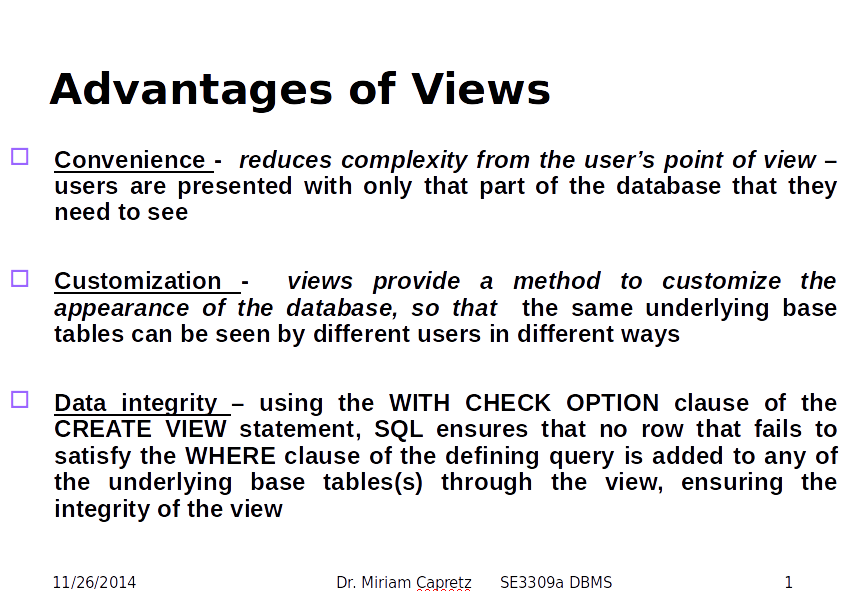 Advantages of Views
Convenience - reduces complexity from the user’s point of view –
users are presented with only that part of the database that they
need to see
Customization - views provide a method to customize the
appearance of the database, so that the same underlying base
tables can be seen by different users in different ways
Data integrity – using the WITH CHECK OPTION clause of the
CREATE VIEW statement, SQL ensures that no row that fails to
satisfy the WHERE clause of the defining query is added to any of
the underlying base tables(s) through the view, ensuring the
integrity of the view
11/26/2014 Dr. Miriam Capretz SE3309a DBMS 1